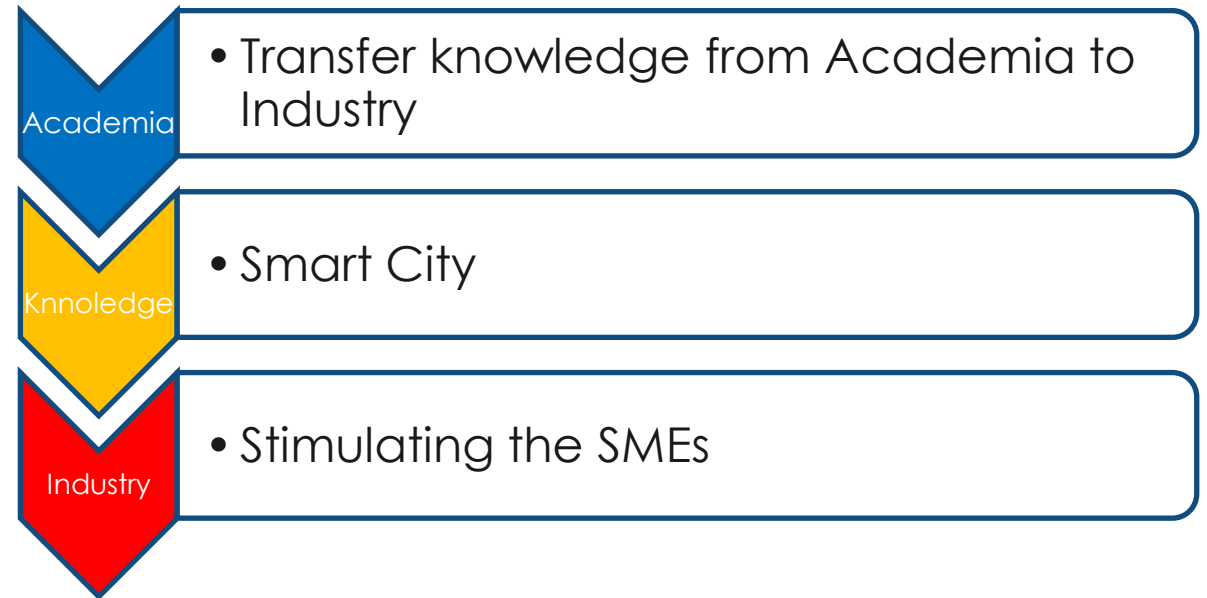 Academia
• Transfer knowledge from Academia to
Industry
Knnoledge
• Smart City
Industry
• Stimulating the SMEs